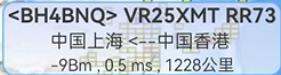 <BH4BNQ> VR25XMT RR73
中国上海 <--中国香港
-9Bm , 0.5 ms , 1228公里